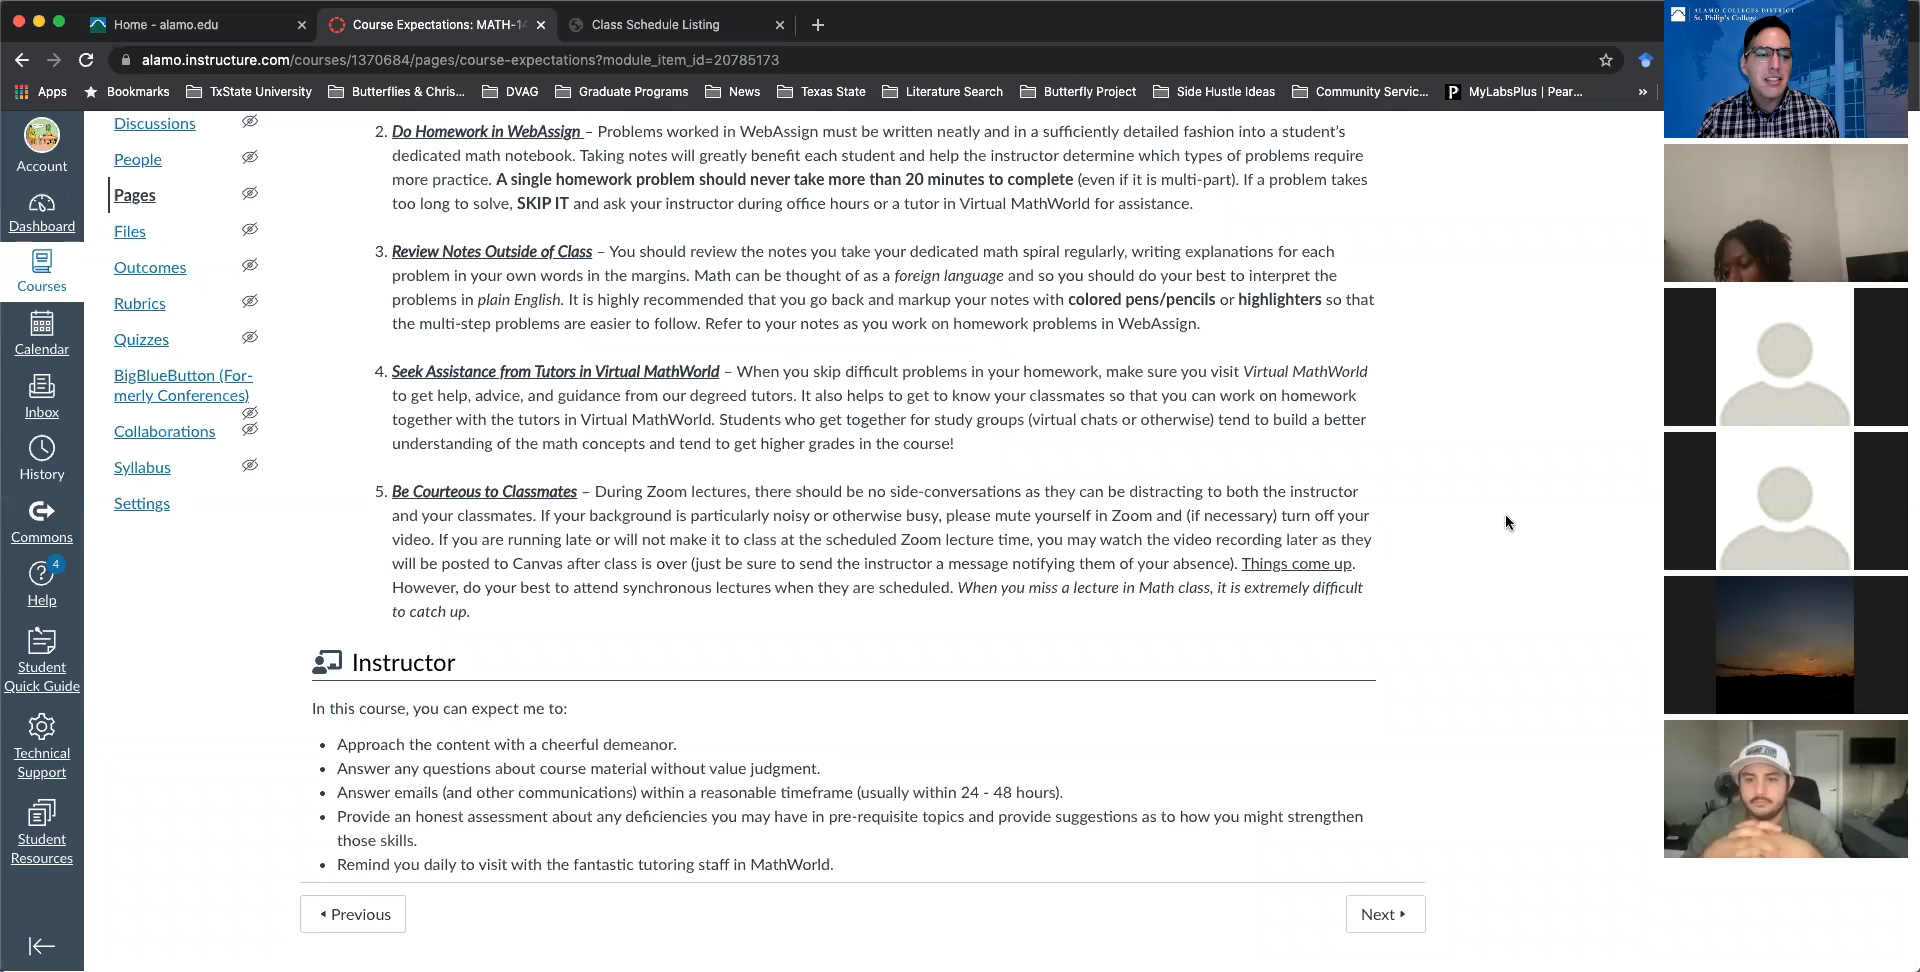 Home - alamo.edu
Course Expectations: MATH-14
Class Schedule Listing
alamo.instructure.com/courses/1370684/pages/course-expectations?module_item_id=20785173
Apps
Bookmarks
TxState University
Butterflies & Chris...
DVAG
Graduate Programs
News
Texas State
Literature Search
Butterfly Project
Side Hustle Ideas
Community Servic...
MyLabsPlus | Pear...
»
ALAMO COLLEGES DISTRICT
St. Philip's College
Account
Dashboard
Courses
Calendar
Inbox
History
Commons
4
Help
Student
Quick Guide
Technical
Support
Student
Resources
Discussions
People
Pages
Files
Outcomes
Rubrics
Quizzes
BigBlueButton (For-
merly Conferences)
Collaborations
Syllabus
Settings
2. Do Homework in WebAssign – Problems worked in WebAssign must be written neatly and in a sufficiently detailed fashion into a student's
dedicated math notebook. Taking notes will greatly benefit each student and help the instructor determine which types of problems require
more practice. A single homework problem should never take more than 20 minutes to complete (even if it is multi-part). If a problem takes
too long to solve, SKIP IT and ask your instructor during office hours or a tutor in Virtual MathWorld for assistance.
3. Review Notes Outside of Class – You should review the notes you take your dedicated math spiral regularly, writing explanations for each
problem in your own words in the margins. Math can be thought of as a foreign language and so you should do your best to interpret the
problems in plain English. It is highly recommended that you go back and markup your notes with colored pens/pencils or highlighters so that
the multi-step problems are easier to follow. Refer to your notes as you work on homework problems in WebAssign.
4. Seek Assistance from Tutors in Virtual MathWorld – When you skip difficult problems in your homework, make sure you visit Virtual MathWorld
to get help, advice, and guidance from our degreed tutors. It also helps to get to know your classmates so that you can work on homework
together with the tutors in Virtual MathWorld. Students who get together for study groups (virtual chats or otherwise) tend to build a better
understanding of the math concepts and tend to get higher grades in the course!
5. Be Courteous to Classmates – During Zoom lectures, there should be no side-conversations as they can be distracting to both the instructor
and your classmates. If your background is particularly noisy or otherwise busy, please mute yourself in Zoom and (if necessary) turn off your
video. If you are running late or will not make it to class at the scheduled Zoom lecture time, you may watch the video recording later as they
will be posted to Canvas after class is over (just be sure to send the instructor a message notifying them of your absence). Things come up.
However, do your best to attend synchronous lectures when they are scheduled. When you miss a lecture in Math class, it is extremely difficult
to catch up.
Instructor
In this course, you can expect me to:
• Approach the content with a cheerful demeanor.
• Answer any questions about course material without value judgment.
• Answer emails (and other communications) within a reasonable timeframe (usually within 24 - 48 hours).
• Provide an honest assessment about any deficiencies you may have in pre-requisite topics and provide suggestions as to how you might strengthen
those skills.
• Remind you daily to visit with the fantastic tutoring staff in MathWorld.
Previous
Next